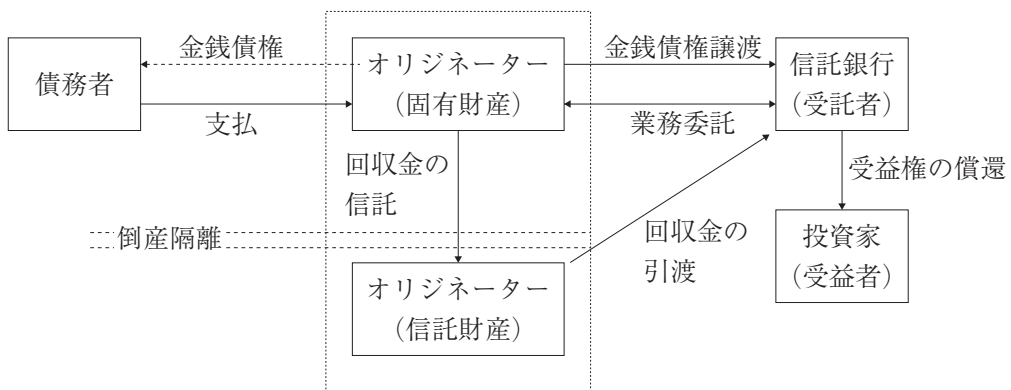 金銭債権
金銭債権譲渡
債務者
オリジネーター
（固有財産）
信託銀行
（受託者）
支払
業務委託
回収金の
信託
受益権の償還
倒産隔離
回収金の
引渡
投資家
（受益者）
オリジネーター
（信託財産）